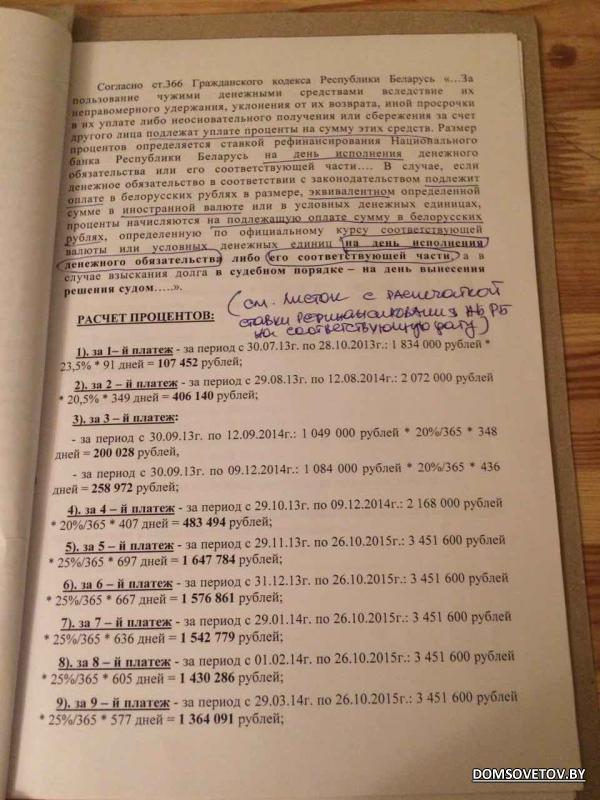 Согласно ст.366 Гражданского кодекса Республики Беларусь «…За
пользование чужими денежными средствами вследствие их
неправомерного удержания, уклонения от их возврата, иной просрочки
в их уплате либо неосновательного получения или сбережения за счет
другого лица подлежат уплате проценты на сумму этих средств. Размер
процентов определяется ставкой рефинансирования Национального
банка Республики Беларусь на день исполнения денежного
обязательства или его соответствующей части…. В случае, если
денежное обязательство в соответствии с законодательством подлежит
оплате в белорусских рублях в размере, эквивалентном определенной
сумме в иностранной валюте или в условных денежных единицах,
проценты начисляются на подлежащую оплате сумму в белорусских
рублях, определенную по официальному курсу соответствующей
валюты или условных денежных единиц на день исполнения
денежного обязательства либо его соответствующей части, а в
случае взыскания долга в судебном порядке – на день вынесения
решения судом…..».
(см. листок с распечаткой
ставки рефинансирования НБ РБ
на соответствующую дату)
РАСЧЕТ ПРОЦЕНТОВ:
1). за 1– й платеж - за период с 30.07.13г. по 28.10.2013г.: 1 834 000 рублей *
23,5% * 91 дней = 107 452 рублей;
2). за 2 – й платеж - за период с 29.08.13г. по 12.08.2014г.: 2 072 000 рублей
* 20,5% * 349 дней = 406 140 рублей;
3). за 3 – й платеж:
- за период с 30.09.13г. по 12.09.2014г.: 1 049 000 рублей * 20%/365 * 348
дней = 200 028 рублей,
- за период с 30.09.13г. по 09.12.2014г.: 1 084 000 рублей * 20%/365 * 436
дней = 258 972 рублей;
4). за 4 – й платеж - за период с 29.10.13г. по 09.12.2014г.: 2 168 000 рублей
* 20%/365 * 407 дней = 483 494 рублей;
5). за 5 – й платеж - за период с 29.11.13г. по 26.10.2015г.: 3 451 600 рублей
* 25%/365 * 697 дней = 1 647 784 рублей;
6). за 6 – й платеж - за период с 31.12.13г. по 26.10.2015г.: 3 451 600 рублей
* 25%/365 * 667 дней = 1 576 861 рублей;
7). за 7 – й платеж - за период с 29.01.14г. по 26.10.2015г.: 3 451 600 рублей
* 25%/365 * 636 дней = 1 542 779 рублей;
8). за 8 – й платеж - за период с 01.02.14г. по 26.10.2015г.: 3 451 600 рублей
* 25%/365 * 605 дней = 1 430 286 рублей;
9). за 9 – й платеж - за период с 29.03.14г. по 26.10.2015г.: 3 451 600 рублей
* 25%/365 * 577 дней = 1 364 091 рублей;
DOMSOVETOV.BY